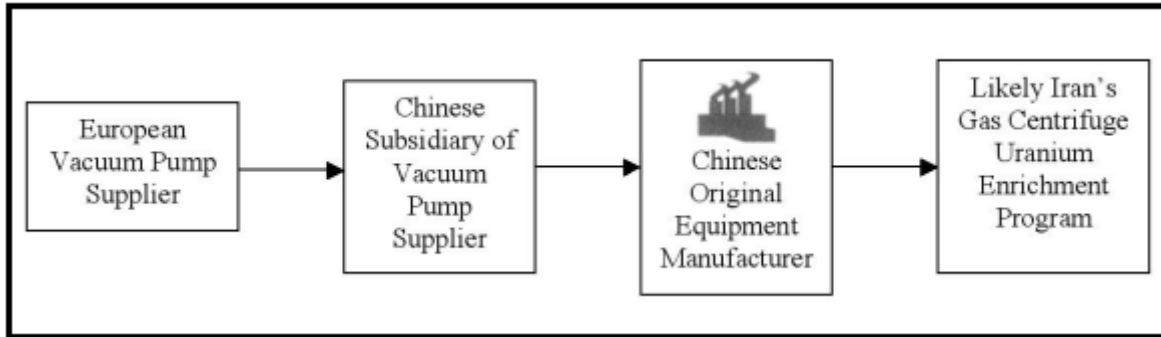 European
Vacuum Pump
Supplier
Chinese
Subsidiary of
Vacuum
Pump
Supplier
Chinese
Original
Equipment
Manufacturer
Likely Iran`s
Gas Centrifuge
Uranium
Enrichment
Program